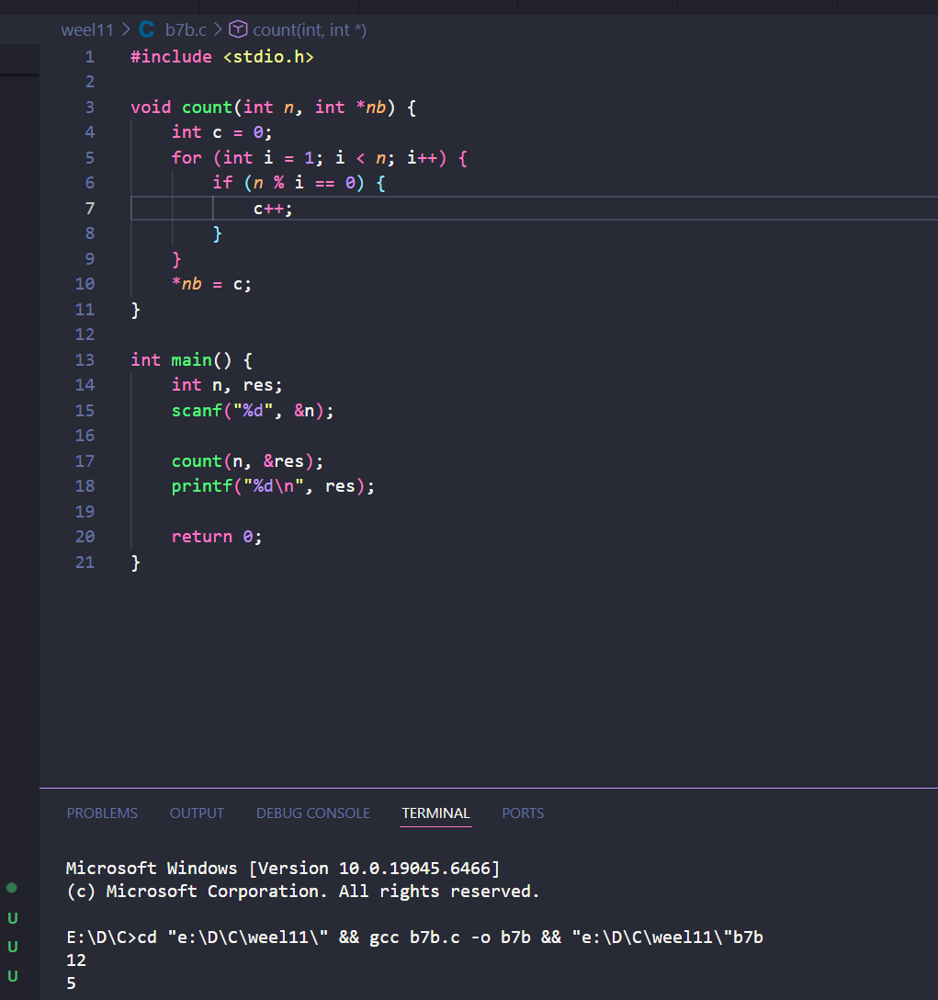 weel11 > C b7b.c > count(int, int *)
1 #include <stdio.h>
2
3 void count(int n, int *nb) {
4     int c = 0;
5     for (int i = 1; i < n; i++) {
6         if (n % i == 0) {
7             c++;
8         }
9     }
10     *nb = c;
11 }
12
13 int main() {
14     int n, res;
15     scanf("%d", &n);
16
17     count(n, &res);
18     printf("%d\n", res);
19
20     return 0;
21 }
PROBLEMS OUTPUT DEBUG CONSOLE TERMINAL PORTS
Microsoft Windows [Version 10.0.19045.6466]
(c) Microsoft Corporation. All rights reserved.
E:\D\C>cd "e:\D\C\weel11\" && gcc b7b.c -o b7b && "e:\D\C\weel11\"b7b
U
12
U
5
U